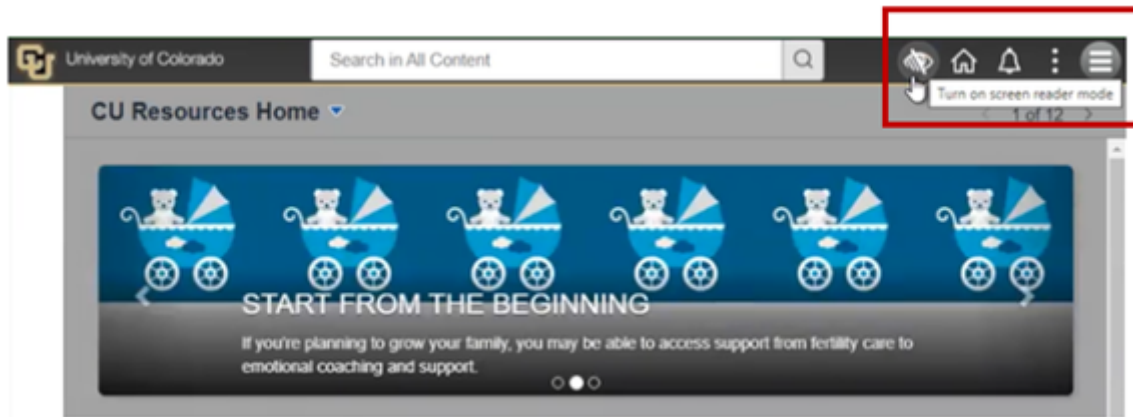 CU
University of Colorado
Search in All Content
Turn on screen reader mode
CU Resources Home
1 of 12
START FROM THE BEGINNING
If you're planning to grow your family, you may be able to access support from fertility care to
emotional coaching and support.